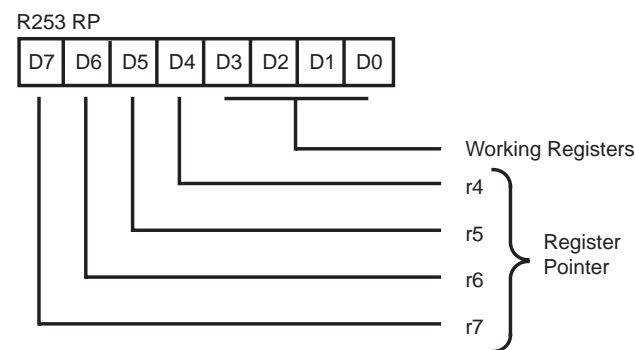 R253 RP
D7 D6 D5 D4 D3 D2 D1 D0
Working Registers
r4
r5
r6
r7
Register
Pointer